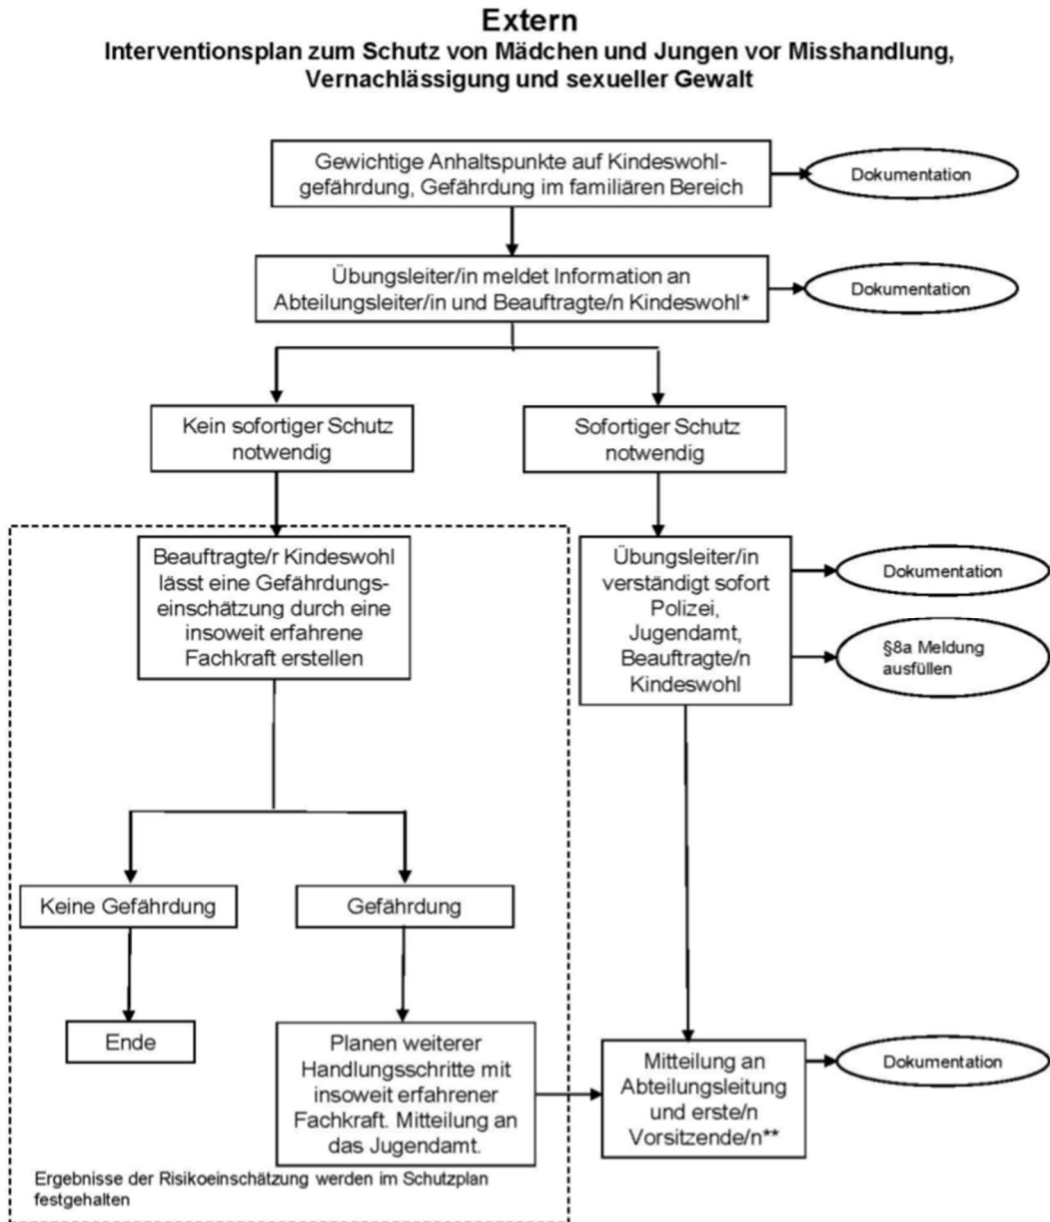 Extern
Interventionsplan zum Schutz von Mädchen und Jungen vor Misshandlung,
Vernachlässigung und sexueller Gewalt
Gewichtige Anhaltspunkte auf Kindeswohl-
gefährdung, Gefährdung im familiären Bereich
Dokumentation
Übungsleiter/in meldet Information an
Abteilungsleiter/in und Beauftragte/n Kindeswohl*
Dokumentation
Kein sofortiger Schutz
notwendig
Sofortiger Schutz
notwendig
Beauftragte/r Kindeswohl
lässt eine Gefährdungs-
einschätzung durch eine
insoweit erfahrene
Fachkraft erstellen
Übungsleiter/in
verständigt sofort
Polizei,
Jugendamt,
Beauftragte/n
Kindeswohl
Dokumentation
§8a Meldung
ausfüllen
Keine Gefährdung
Gefährdung
Ende
Planen weiterer
Handlungsschritte mit
insoweit erfahrener
Fachkraft. Mitteilung an
das Jugendamt.
Mitteilung an
Abteilungsleitung
und erste/n
Vorsitzende/n**
Dokumentation
Ergebnisse der Risikoeinschätzung werden im Schutzplan
festgehalten